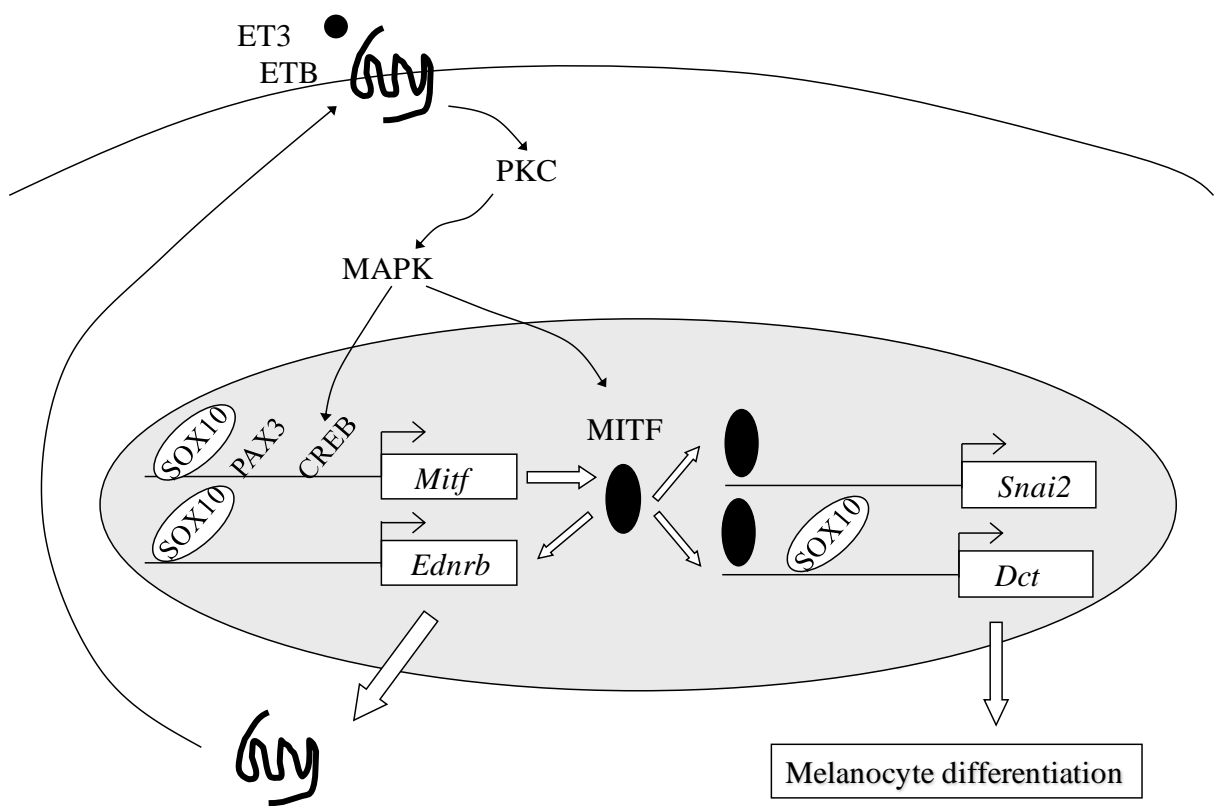 ET3
ETB
PKC
MAPK
SOX10
PAX3
CREB
Mitf
MITF
Snai2
SOX10
Ednrb
SOX10
Dct
Melanocyte differentiation